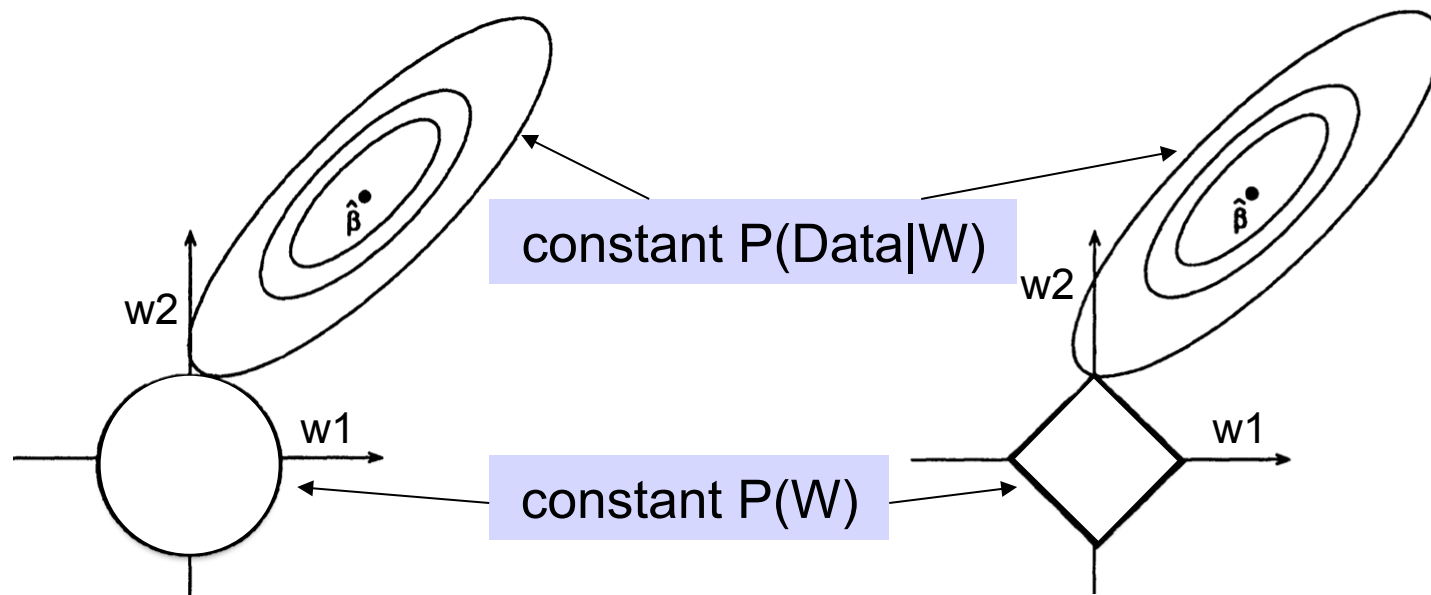 β̂
β̂
constant P(Data|W)
w2
w2
w1
w1
constant P(W)